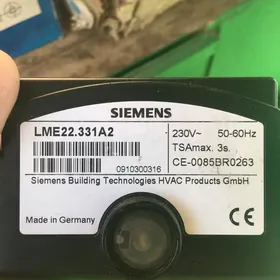 SIEMENS
LME22.331A2
230V~ 50-60Hz
TSAmax. 3s.
0910300316
CE-0085BR0263
Siemens Building Technologies HVAC Products GmbH
Made in Germany
CE